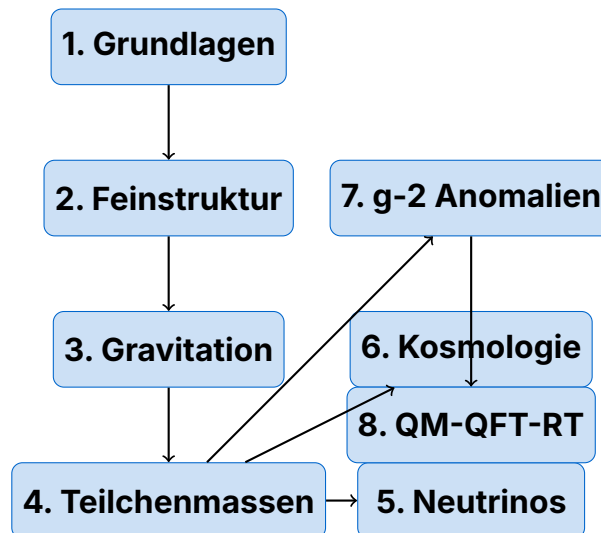 1. Grundlagen
2. Feinstruktur
7. g-2 Anomalien
3. Gravitation
6. Kosmologie
8. QM-QFT-RT
4. Teilchenmassen
5. Neutrinos